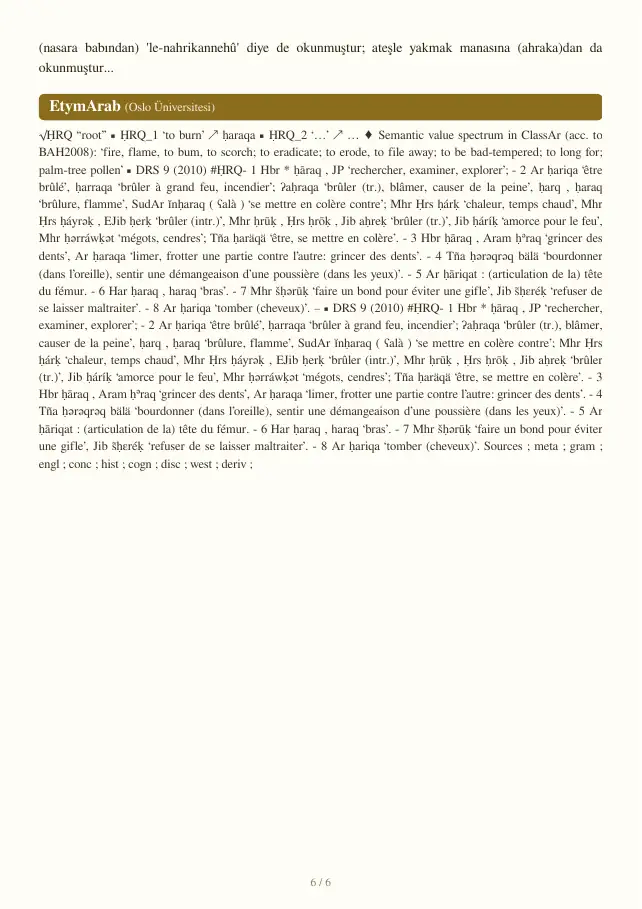 (nasara babından) 'le-nahrikannehû' diye de okunmuştur; ateşle yakmak manasına (ahraka)dan da
okunmuştur...
EtymArab (Oslo Üniversitesi)
√ḤRQ “root” ▪ ḤRQ_1 ‘to burn’ ↗ ḥaraqa ▪ ḤRQ_2 ‘…’ ↗ … ♦ Semantic value spectrum in ClassAr (acc. to
BAH2008): ‘fire, flame, to bum, to scorch; to eradicate; to erode, to file away; to be bad-tempered; to long for;
palm-tree pollen‛ ▪ DRS 9 (2010) #ḤRQ- 1 Hbr * ḥāraq , JP ‘rechercher, examiner, explorer’; - 2 Ar ḥariqa ‘être
brûlé’, ḥarraqa ‘brûler à grand feu, incendier’; ʔaḥraqa ‘brûler (tr.), blâmer, causer de la peine’, ḥarq , ḥaraq
‘brûlure, flamme’, SudAr ĭnḥaraq ( ʕalà ) ‘se mettre en colère contre’; Mhr Ḥrs ḥárḳ ‘chaleur, temps chaud’, Mhr
Ḥrs ḥáyrəḳ , EJib ḥerḳ ‘brûler (intr.)’, Mhr ḥrūḳ , Ḥrs ḥrōḳ , Jib aḥreḳ ‘brûler (tr.)’, Jib ḥáríḳ ‘amorce pour le feu’,
Mhr ḥərráwḳət ‘mégots, cendres’; Tña ḥaräqä ‘être, se mettre en colère’. - 3 Hbr ḥāraq , Aram ḥᵃraq ‘grincer des
dents’, Ar ḥaraqa ‘limer, frotter une partie contre l’autre: grincer des dents’. - 4 Tña ḥərəqrəq bälä ‘bourdonner
(dans l’oreille), sentir une démangeaison d’une poussière (dans les yeux)’. - 5 Ar ḥāriqat : (articulation de la) tête
du fémur. - 6 Har ḥaraq , haraq ‘bras’. - 7 Mhr šḥərūḳ ‘faire un bond pour éviter une gifle’, Jib šḥeréḳ ‘refuser de
se laisser maltraiter’. - 8 Ar ḥariqa ‘tomber (cheveux)’. – ▪ DRS 9 (2010) #ḤRQ- 1 Hbr * ḥāraq , JP ‘rechercher,
examiner, explorer’; - 2 Ar ḥariqa ‘être brûlé’, ḥarraqa ‘brûler à grand feu, incendier’; ʔaḥraqa ‘brûler (tr.), blâmer,
causer de la peine’, ḥarq , ḥaraq ‘brûlure, flamme’, SudAr ĭnḥaraq ( ʕalà ) ‘se mettre en colère contre’; Mhr Ḥrs
ḥárḳ ‘chaleur, temps chaud’, Mhr Ḥrs ḥáyrəḳ , EJib ḥerḳ ‘brûler (intr.)’, Mhr ḥrūḳ , Ḥrs ḥrōḳ , Jib aḥreḳ ‘brûler
(tr.)’, Jib ḥáríḳ ‘amorce pour le feu’, Mhr ḥərráwḳət ‘mégots, cendres’; Tña ḥaräqä ‘être, se mettre en colère’. - 3
Hbr ḥāraq , Aram ḥᵃraq ‘grincer des dents’, Ar ḥaraqa ‘limer, frotter une partie contre l’autre: grincer des dents’. - 4
Tña ḥərəqrəq bälä ‘bourdonner (dans l’oreille), sentir une démangeaison d’une poussière (dans les yeux)’. - 5 Ar
ḥāriqat : (articulation de la) tête du fémur. - 6 Har ḥaraq , haraq ‘bras’. - 7 Mhr šḥərūḳ ‘faire un bond pour éviter
une gifle’, Jib šḥeréḳ ‘refuser de se laisser maltraiter’. - 8 Ar ḥariqa ‘tomber (cheveux)’. Sources ; meta ; gram ;
engl ; conc ; hist ; cogn ; disc ; west ; deriv ;
6 / 6